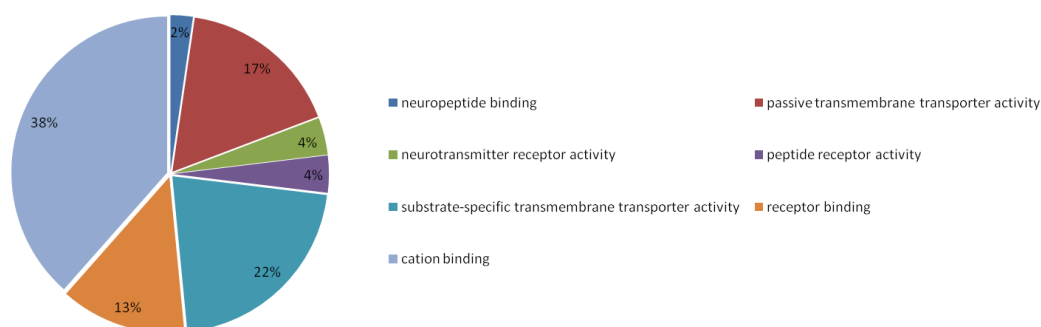 2%
17%
38%
4%
4%
22%
13%
neuropeptide binding
passive transmembrane transporter activity
neurotransmitter receptor activity
peptide receptor activity
substrate-specific transmembrane transporter activity
receptor binding
cation binding